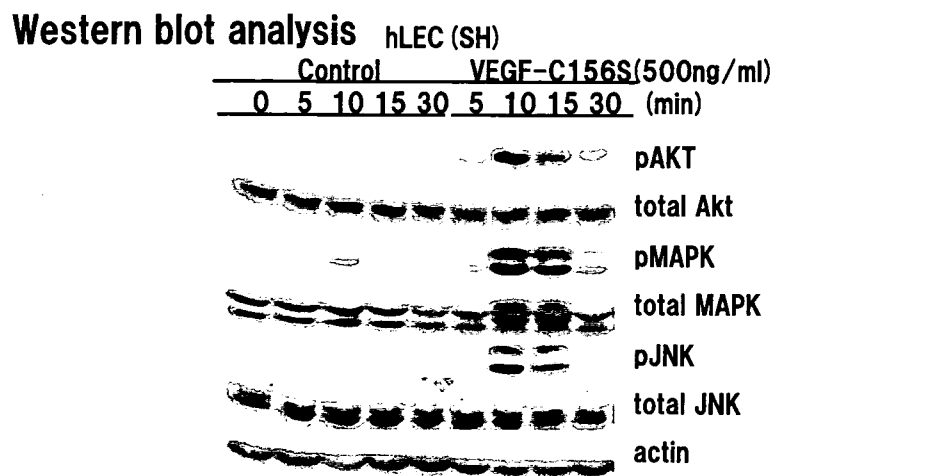 Western blot analysis hLEC (SH)
Control VEGF-C156S(500ng/ml)
0 5 10 15 30 5 10 15 30 (min)
pAKT
total Akt
pMAPK
total MAPK
pJNK
total JNK
actin